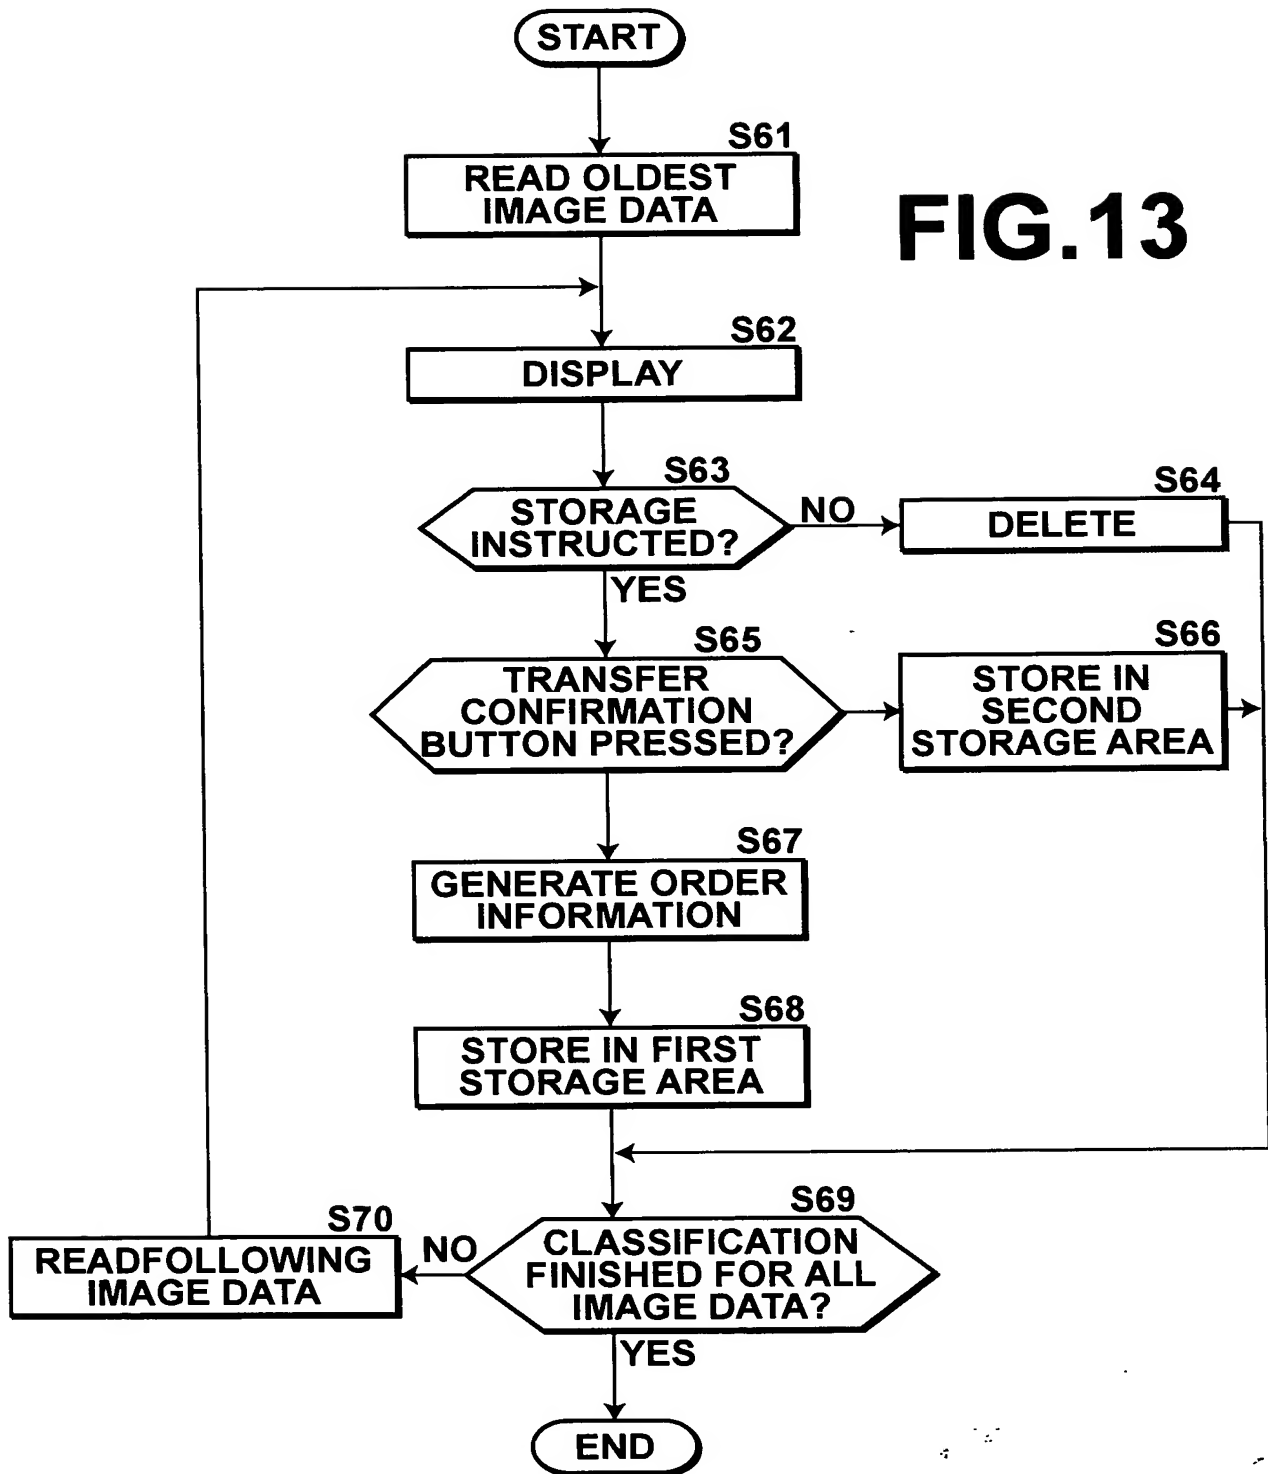 START
S61
READ OLDEST
IMAGE DATA
FIG.13
S62
DISPLAY
S63
STORAGE
INSTRUCTED?
NO
S64
DELETE
YES
S65
TRANSFER
CONFIRMATION
BUTTON PRESSED?
S66
STORE IN
SECOND
STORAGE AREA
S67
GENERATE ORDER
INFORMATION
S68
STORE IN FIRST
STORAGE AREA
S69
CLASSIFICATION
FINISHED FOR ALL
IMAGE DATA?
NO
S70
READFOLLOWING
IMAGE DATA
YES
END